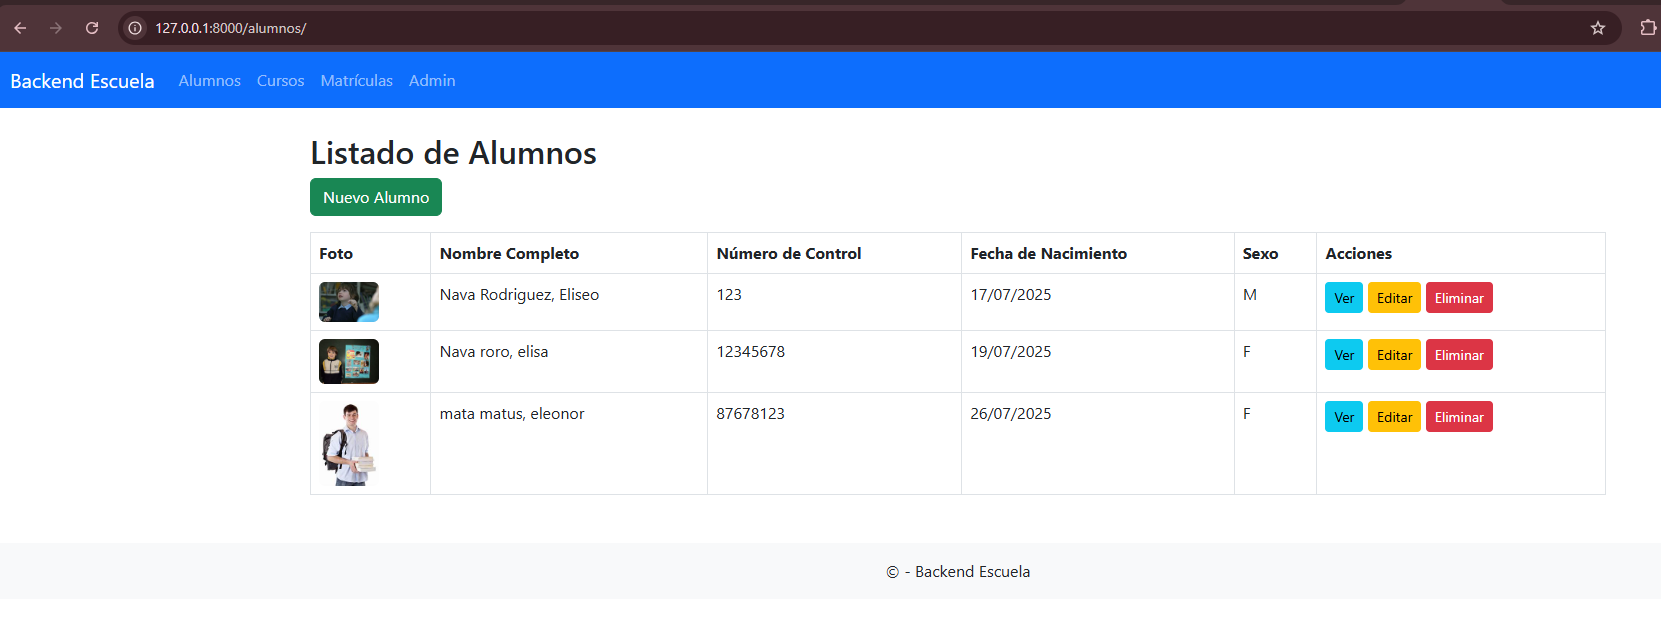 127.0.0.1:8000/alumnos/
Backend Escuela Alumnos Cursos Matrículas Admin
Listado de Alumnos
Nuevo Alumno
Foto Nombre Completo Número de Control Fecha de Nacimiento Sexo Acciones
Nava Rodriguez, Eliseo 123 17/07/2025 M Ver Editar Eliminar
Nava roro, elisa 12345678 19/07/2025 F Ver Editar Eliminar
mata matus, eleonor 87678123 26/07/2025 F Ver Editar Eliminar
© - Backend Escuela